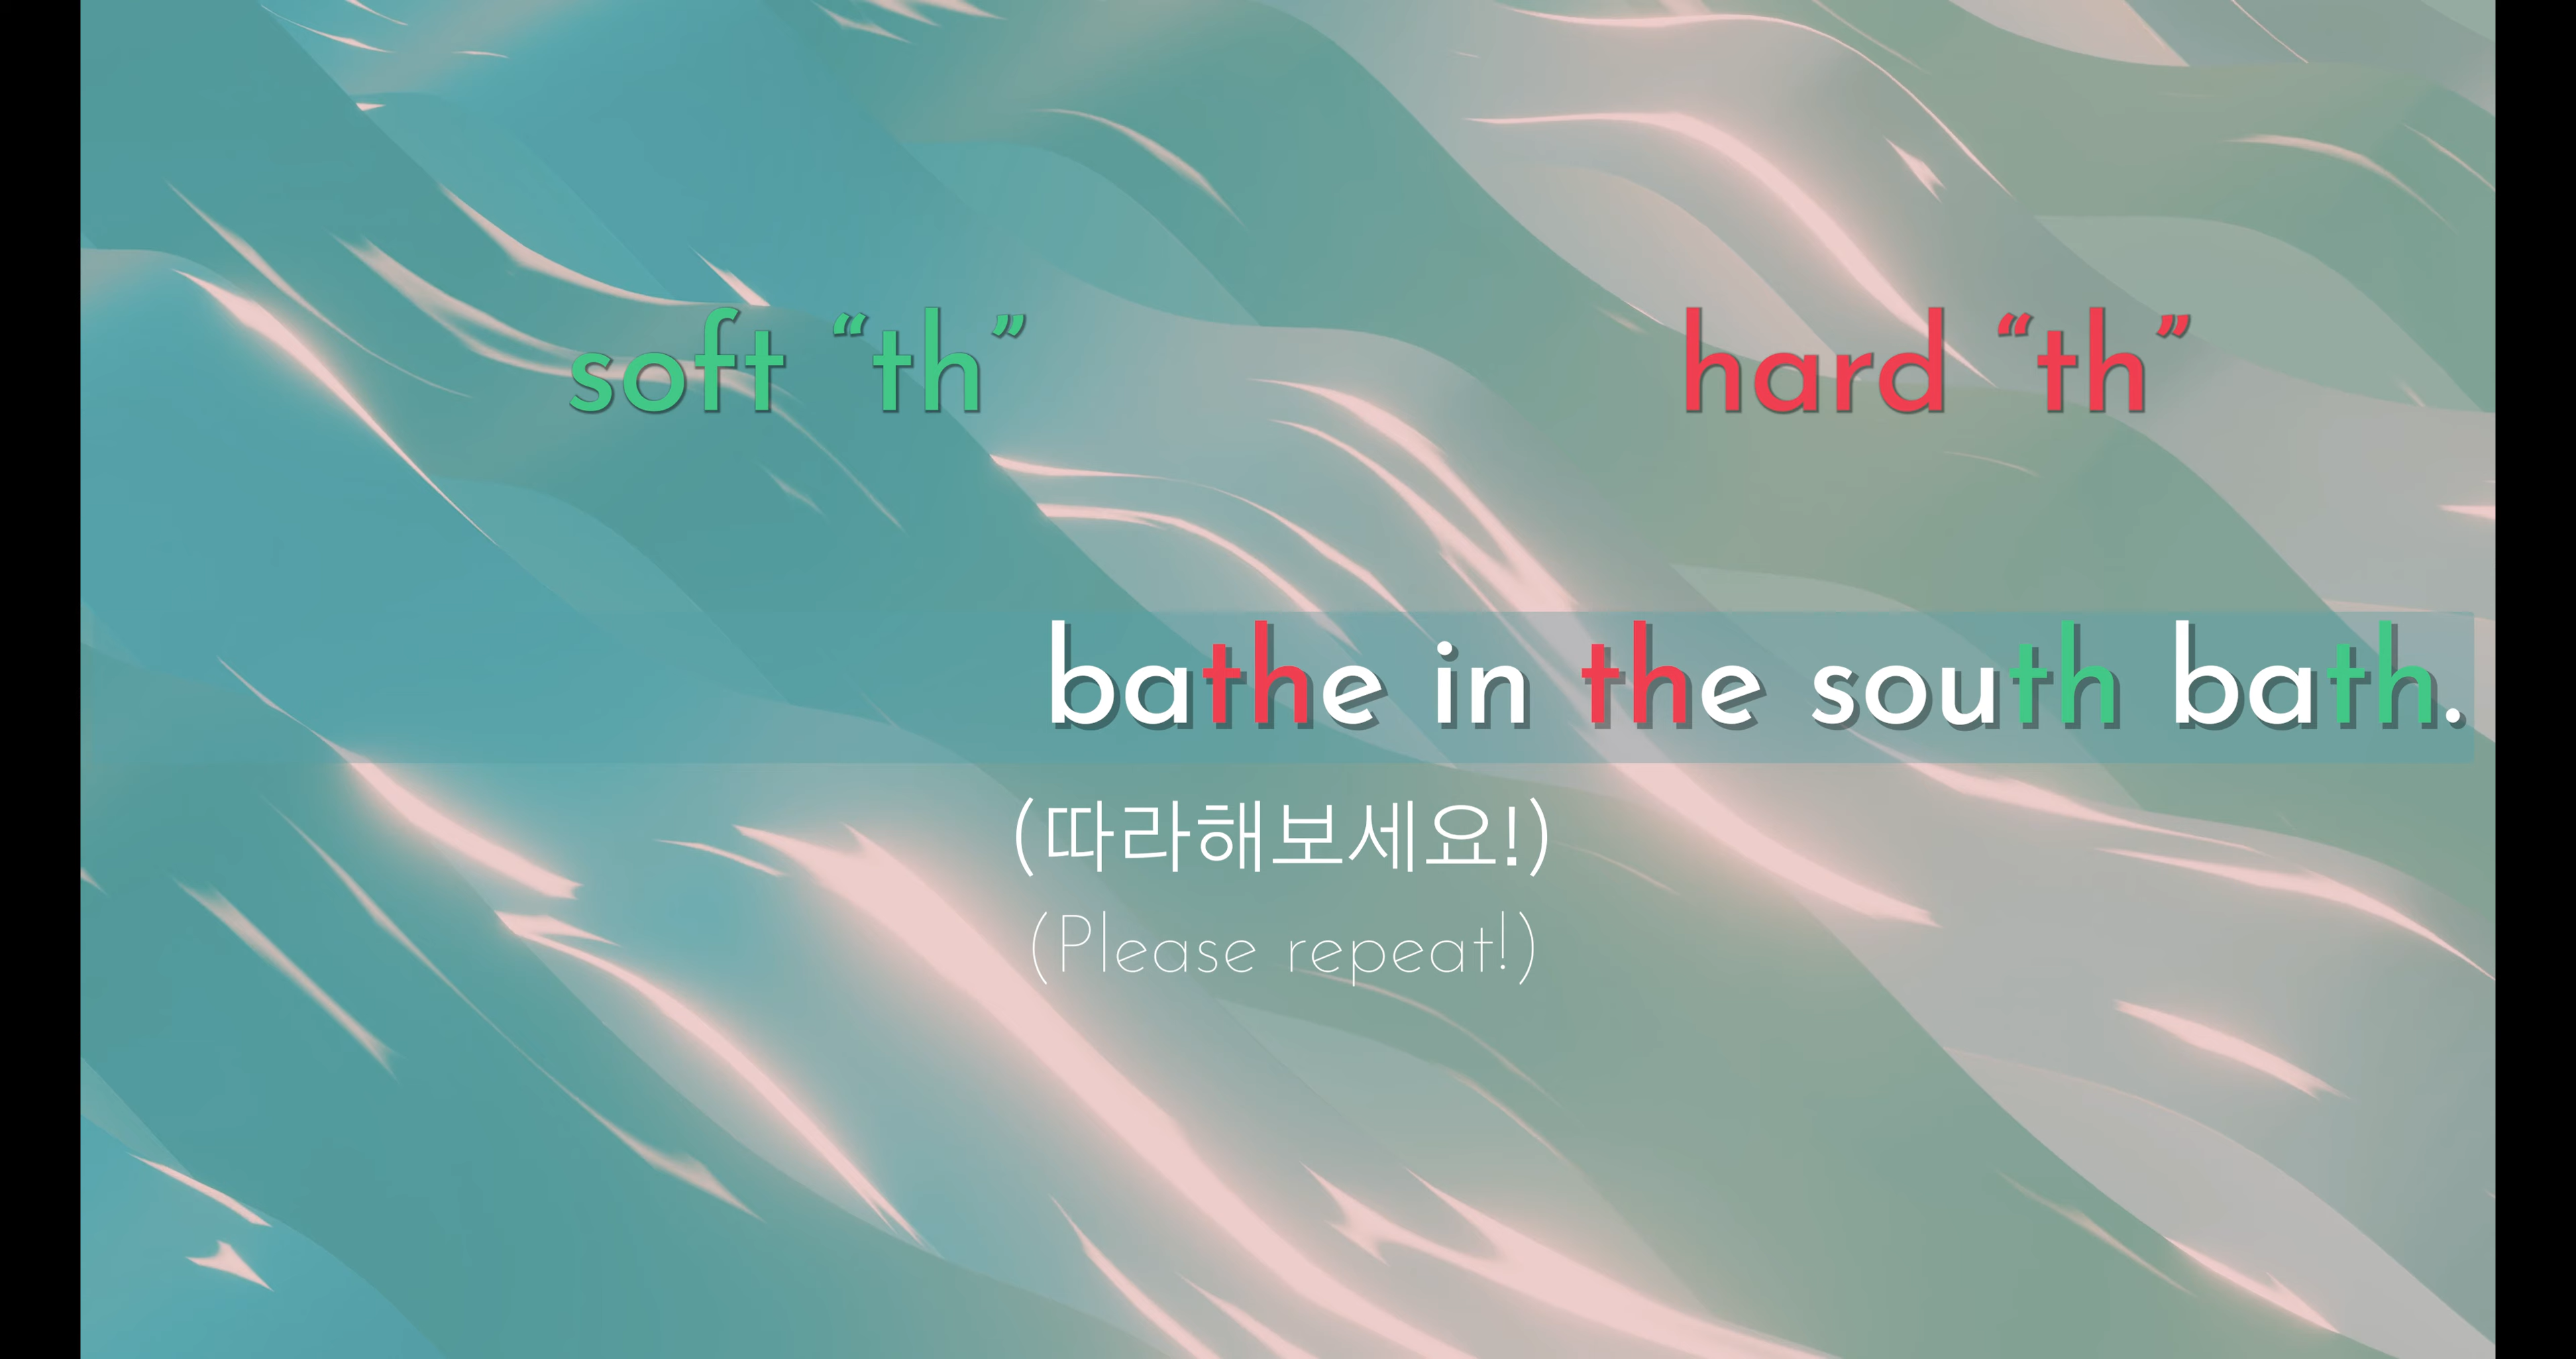 soft “th” hard “th”
bathe in the south bath.
(따라해보세요!)
(Please repeat!)